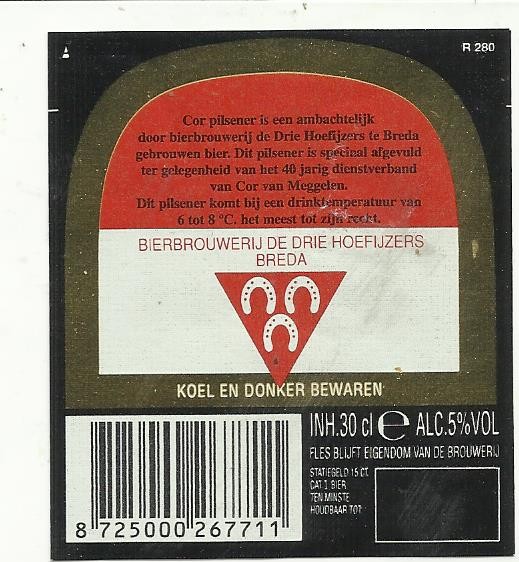 R 280
Cor pilsener is een ambachtelijk
door bierbrouwerij de Drie Hoefijzers te Breda
gebrouwen bier. Dit pilsener is speciaal afgevuld
ter gelegenheid van het 40 jarig dienstverband
van Cor van Meggelen.
Dit pilsener komt bij een drinktemperatuur van
6 tot 8 °C. het meest tot zijn recht.
BIERBROUWERIJ DE DRIE HOEFIJZERS
BREDA
KOEL EN DONKER BEWAREN
INH.30 cl e ALC.5%VOL
FLES BLIJFT EIGENDOM VAN DE BROUWERIJ
STATIEGELD 15 CT.
CAT I BIER
TEN MINSTE
HOUDBAAR TOT
8 725000 267711